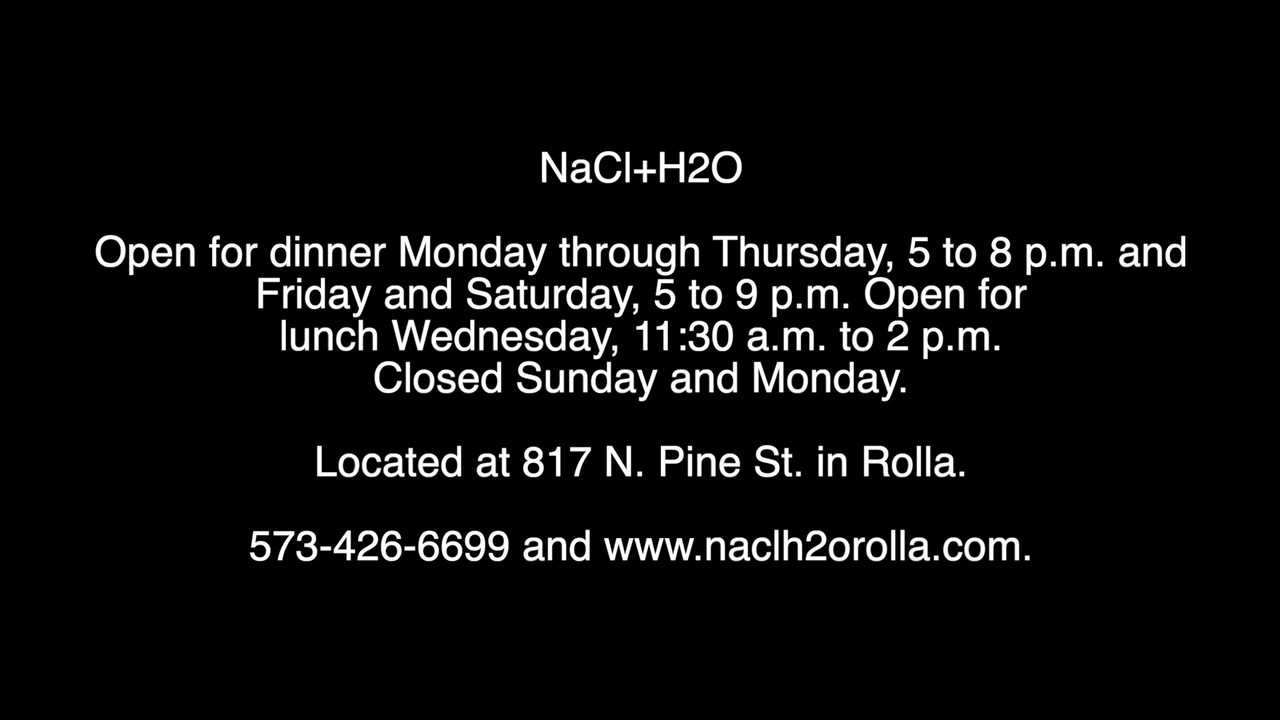 NaCl+H2O
Open for dinner Monday through Thursday, 5 to 8 p.m. and
Friday and Saturday, 5 to 9 p.m. Open for
lunch Wednesday, 11:30 a.m. to 2 p.m.
Closed Sunday and Monday.
Located at 817 N. Pine St. in Rolla.
573-426-6699 and www.naclh2orolla.com.